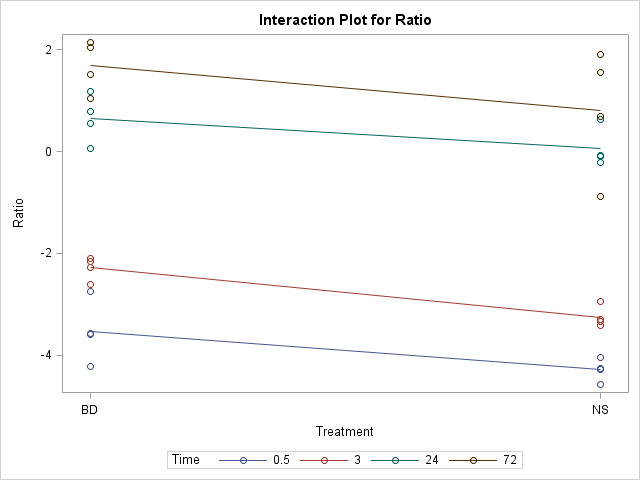 Interaction Plot for Ratio
2
0
-2
-4
Ratio
BD NS
Treatment
Time 0.5 3 24 72